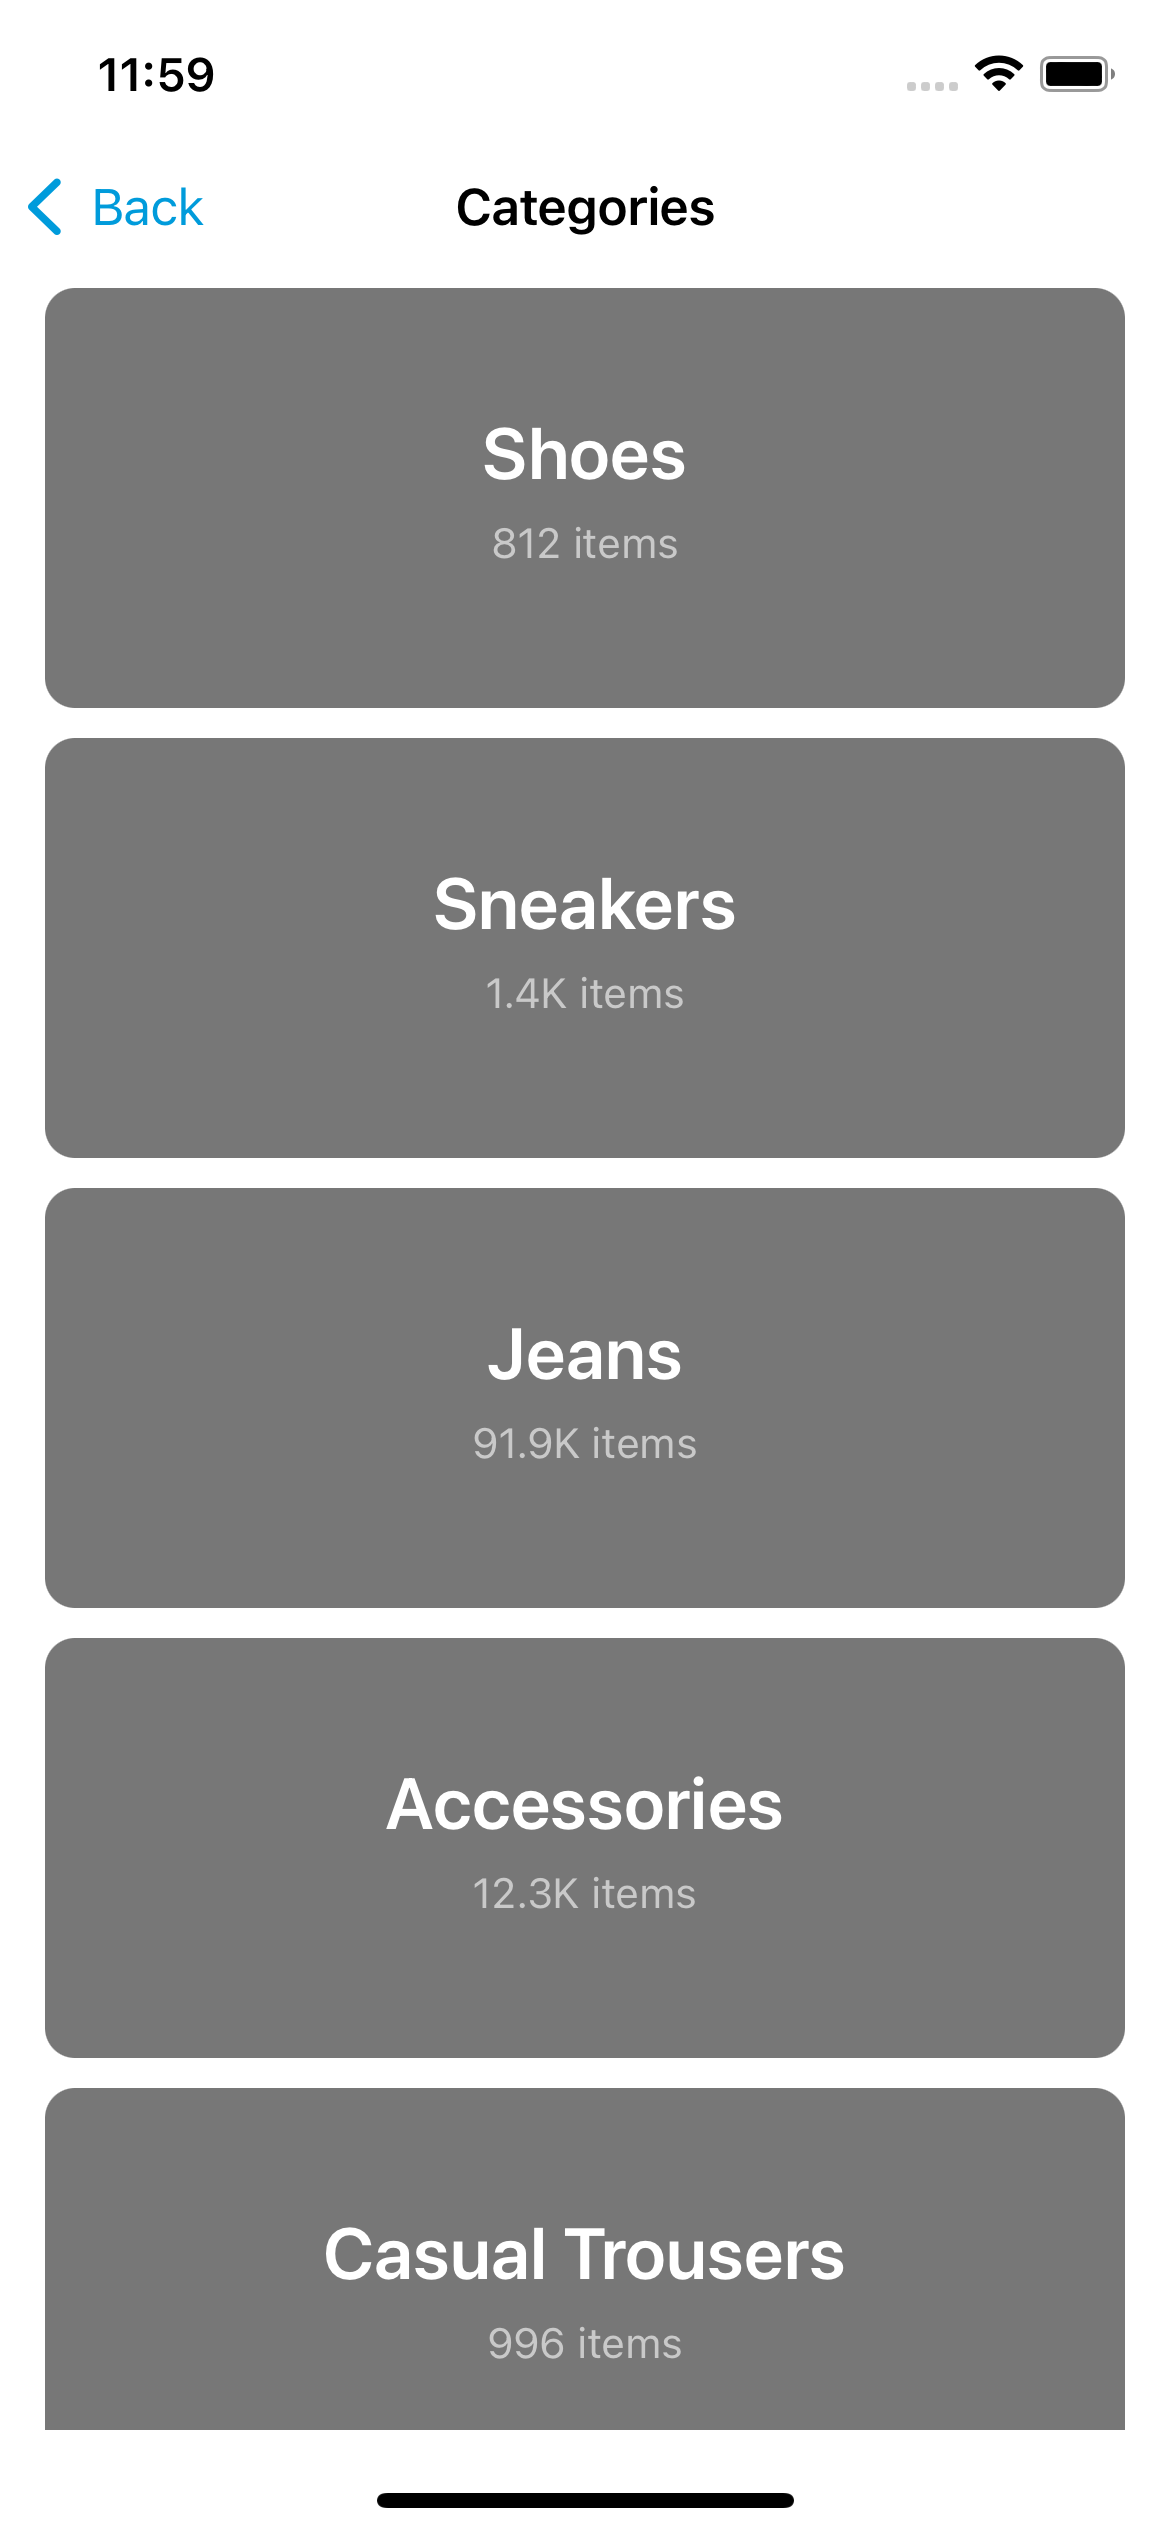 11:59
Back
Categories
Shoes
812 items
Sneakers
1.4K items
Jeans
91.9K items
Accessories
12.3K items
Casual Trousers
996 items